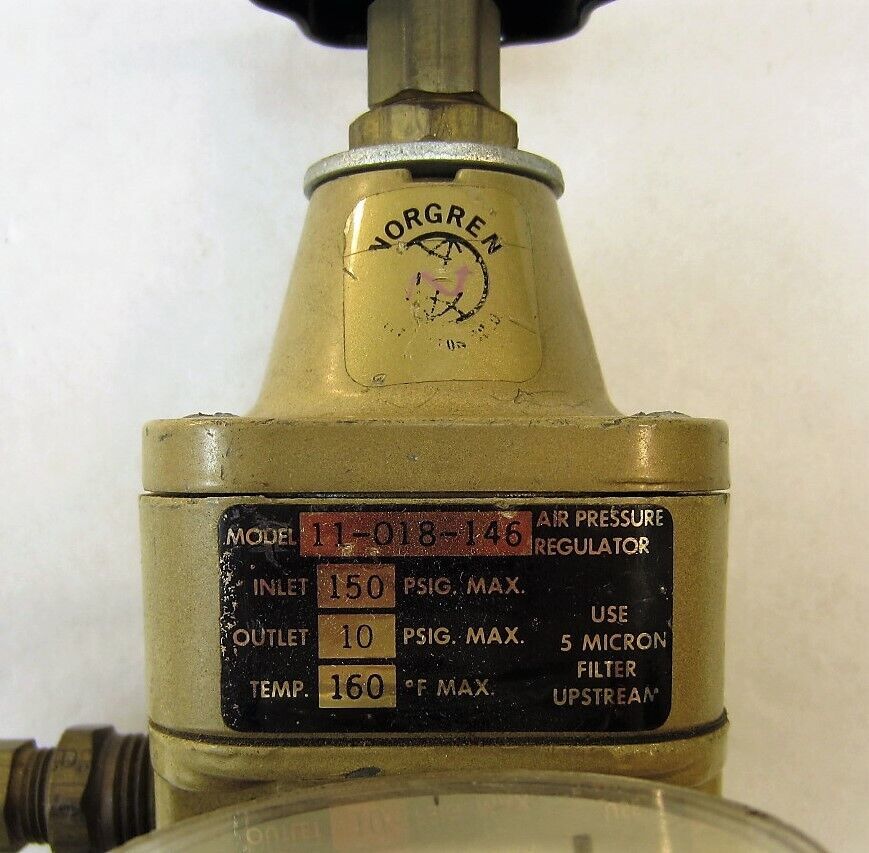 NORGREN
MODEL 11-018-146 AIR PRESSURE REGULATOR
INLET 150 PSIG. MAX.
OUTLET 10 PSIG. MAX.
TEMP. 160 °F MAX.
USE
5 MICRON
FILTER
UPSTREAM